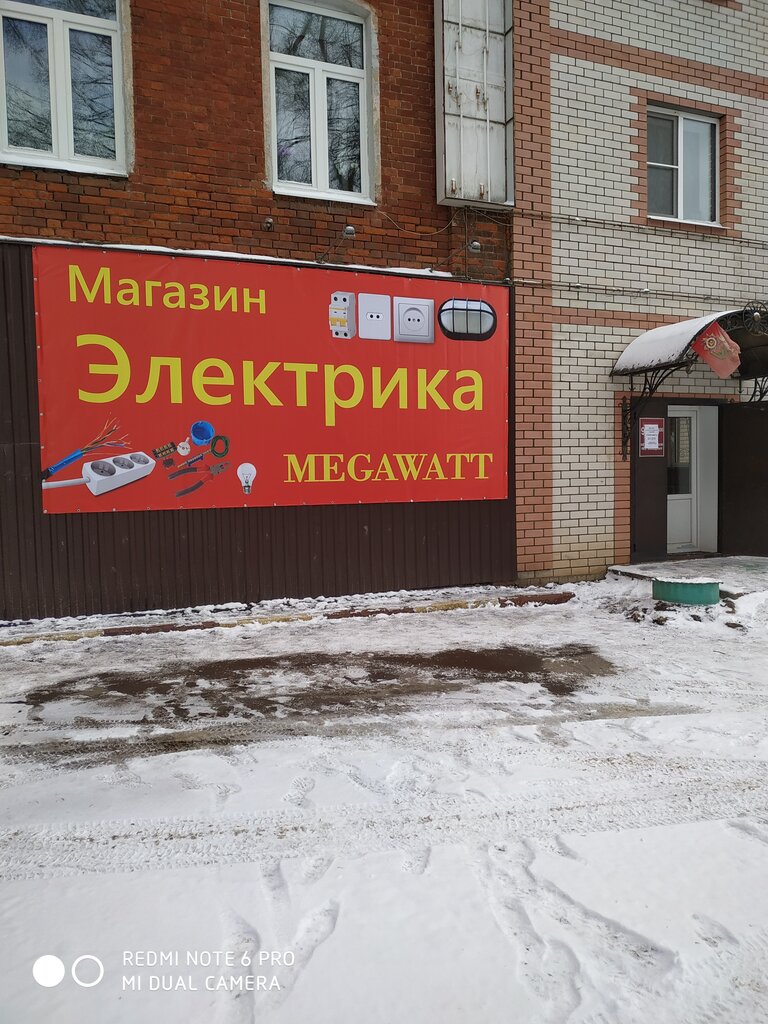 Магазин
Электрика
MEGAWATT
REDMI NOTE 6 PRO
MI DUAL CAMERA